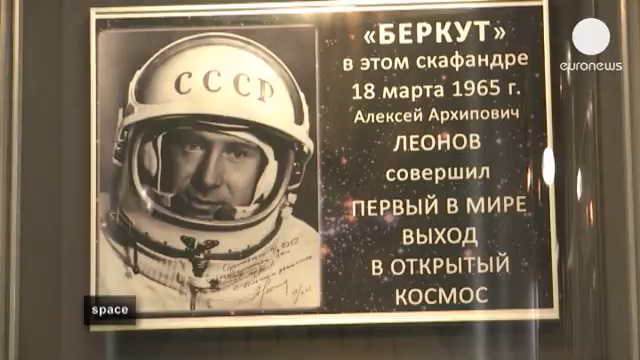 «БЕРКУТ»
в этом скафандре
18 марта 1965 г.
Алексей Архипович
ЛЕОНОВ
совершил
ПЕРВЫЙ В МИРЕ
ВЫХОД
В ОТКРЫТЫЙ
КОСМОС
СССР
euronews
space